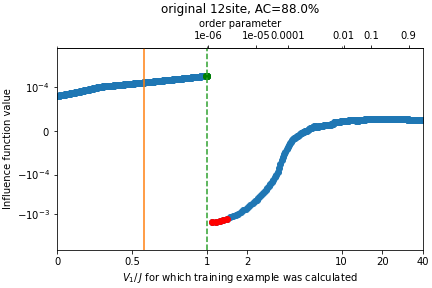 original 12site, AC=88.0%
order parameter
1e-06 1e-05 0.0001 0.01 0.1 0.9
Influence function value
10⁻⁴
0
−10⁻⁴
−10⁻³
0 0.5 1 2 10 20 40
V₁/J for which training example was calculated